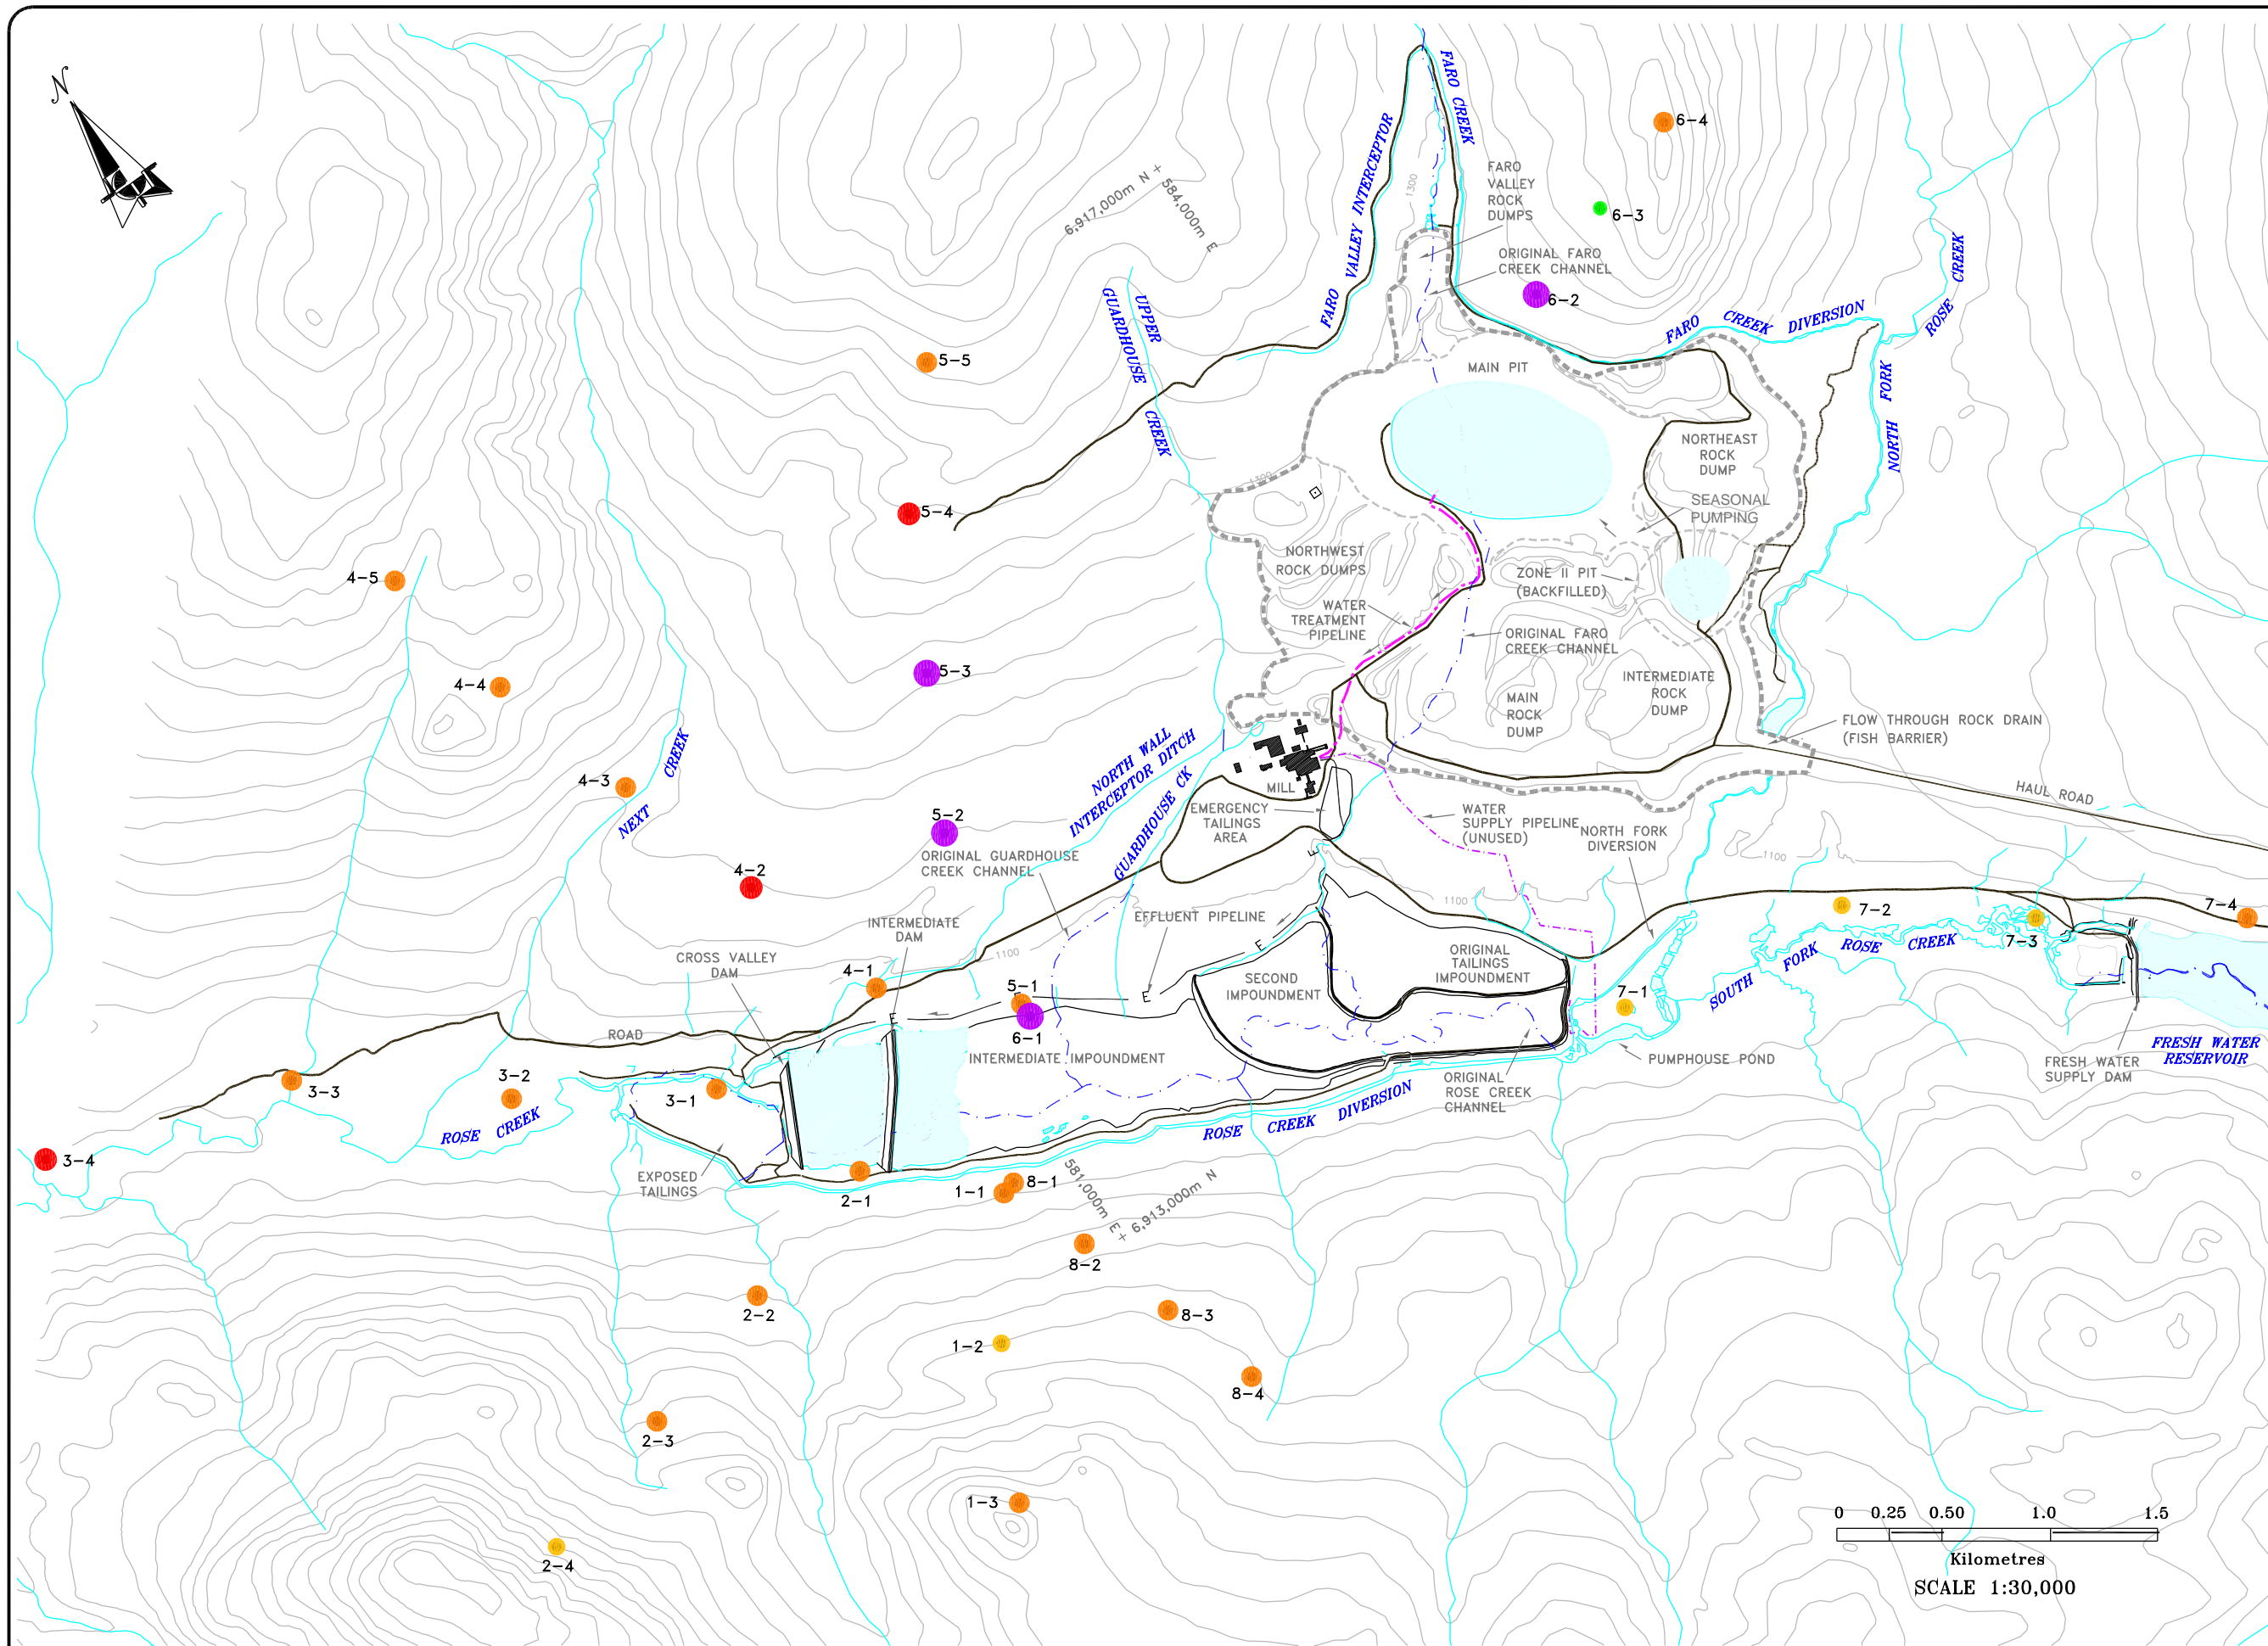 N
FARO CREEK
FARO VALLEY INTERCEPTOR
6,917,000m N + 584,000m E
1300
FARO
VALLEY
ROCK
DUMPS
ORIGINAL FARO
CREEK CHANNEL
6-4
6-3
6-2
FARO CREEK DIVERSION
ROSE CREEK
NORTH FORK
UPPER
GUARDHOUSE CREEK
5-5
MAIN PIT
NORTHEAST
ROCK
DUMP
SEASONAL
PUMPING
1300
5-4
NORTHWEST
ROCK DUMPS
ZONE II PIT
(BACKFILLED)
WATER
TREATMENT
PIPELINE
ORIGINAL FARO
CREEK CHANNEL
4-5
4-4
5-3
MAIN
ROCK
DUMP
INTERMEDIATE
ROCK
DUMP
FLOW THROUGH ROCK DRAIN
(FISH BARRIER)
NORTH WALL
INTERCEPTOR DITCH
GUARDHOUSE CK
4-3
NEXT CREEK
MILL
EMERGENCY
TAILINGS
AREA
WATER
SUPPLY PIPELINE
(UNUSED)
NORTH FORK
DIVERSION
HAUL ROAD
1100
5-2
ORIGINAL GUARDHOUSE
CREEK CHANNEL
4-2
E
INTERMEDIATE
DAM
EFFLUENT PIPELINE
E
1100
7-2
7-3
7-4
SOUTH FORK ROSE CREEK
CROSS VALLEY
DAM
1100
4-1
5-1
6-1
E
E
E
SECOND
IMPOUNDMENT
ORIGINAL
TAILINGS
IMPOUNDMENT
7-1
ROAD
INTERMEDIATE IMPOUNDMENT
PUMPHOUSE POND
FRESH WATER
SUPPLY DAM
FRESH WATER
RESERVOIR
3-3
3-2
3-1
ORIGINAL
ROSE CREEK
CHANNEL
ROSE CREEK
ROSE CREEK DIVERSION
3-4
EXPOSED
TAILINGS
2-1
1-1
8-1
581,000m E + 6,913,000m N
8-2
2-2
8-3
1-2
8-4
2-3
1-3
2-4
0 0.25 0.50 1.0 1.5
Kilometres
SCALE 1:30,000